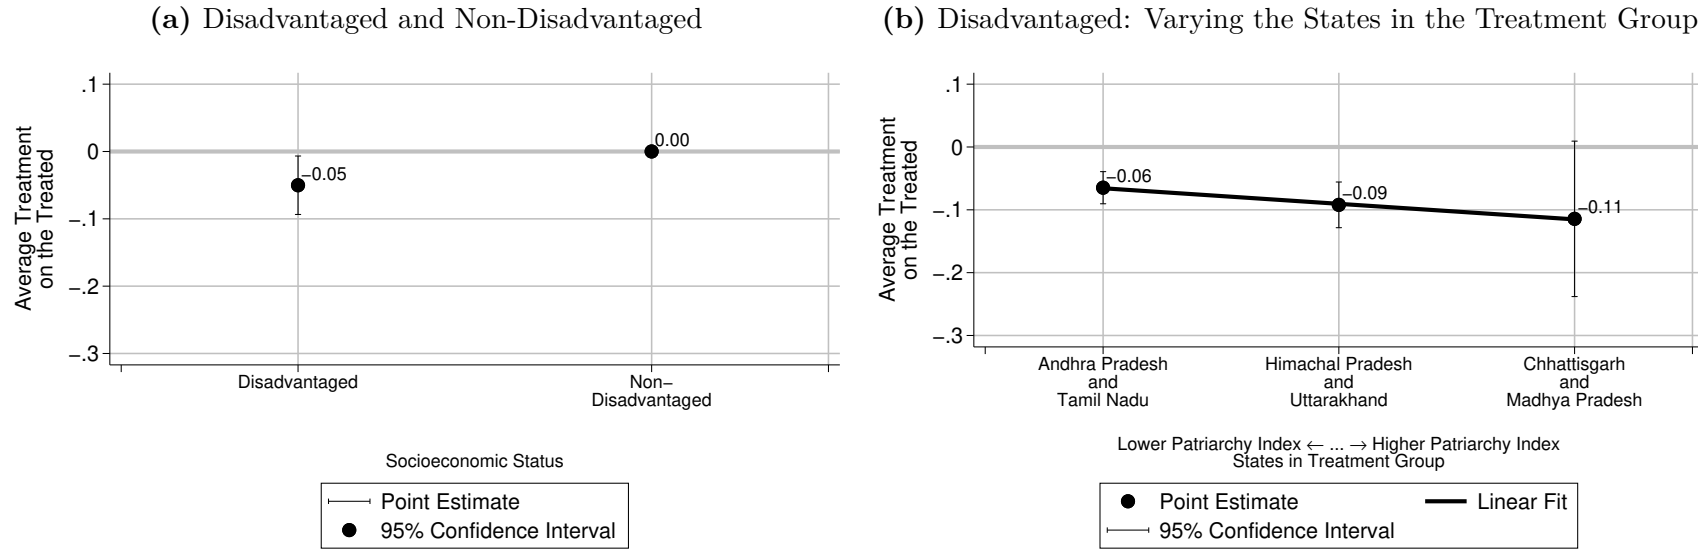 (a) Disadvantaged and Non-Disadvantaged
Average Treatment
on the Treated
.1
0
−.1
−.2
−.3
−0.05
0.00
Disadvantaged
Non−
Disadvantaged
Socioeconomic Status
Point Estimate
95% Confidence Interval
(b) Disadvantaged: Varying the States in the Treatment Group
Average Treatment
on the Treated
.1
0
−.1
−.2
−.3
−0.06
−0.09
−0.11
Andhra Pradesh
and
Tamil Nadu
Himachal Pradesh
and
Uttarakhand
Chhattisgarh
and
Madhya Pradesh
Lower Patriarchy Index ← ... → Higher Patriarchy Index
States in Treatment Group
Point Estimate
Linear Fit
95% Confidence Interval